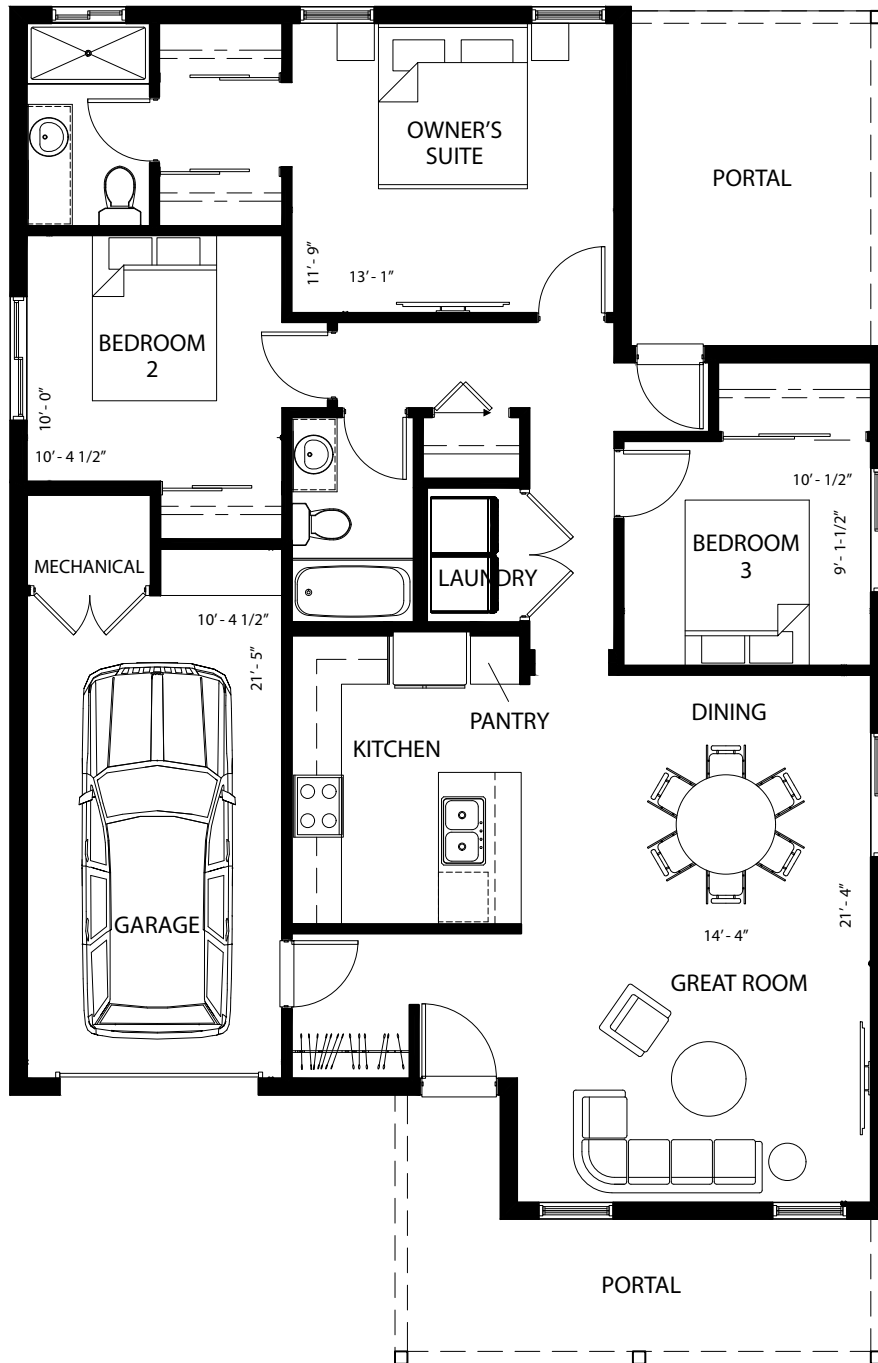 OWNER'S
SUITE
PORTAL
11' - 9"
13' - 1"
BEDROOM
2
10' - 0"
10' - 4 1/2"
10' - 1/2"
BEDROOM
3
9' - 1-1/2"
MECHANICAL
LAUNDRY
10' - 4 1/2"
21' - 5"
PANTRY
KITCHEN
DINING
GARAGE
14' - 4"
21' - 4"
GREAT ROOM
PORTAL